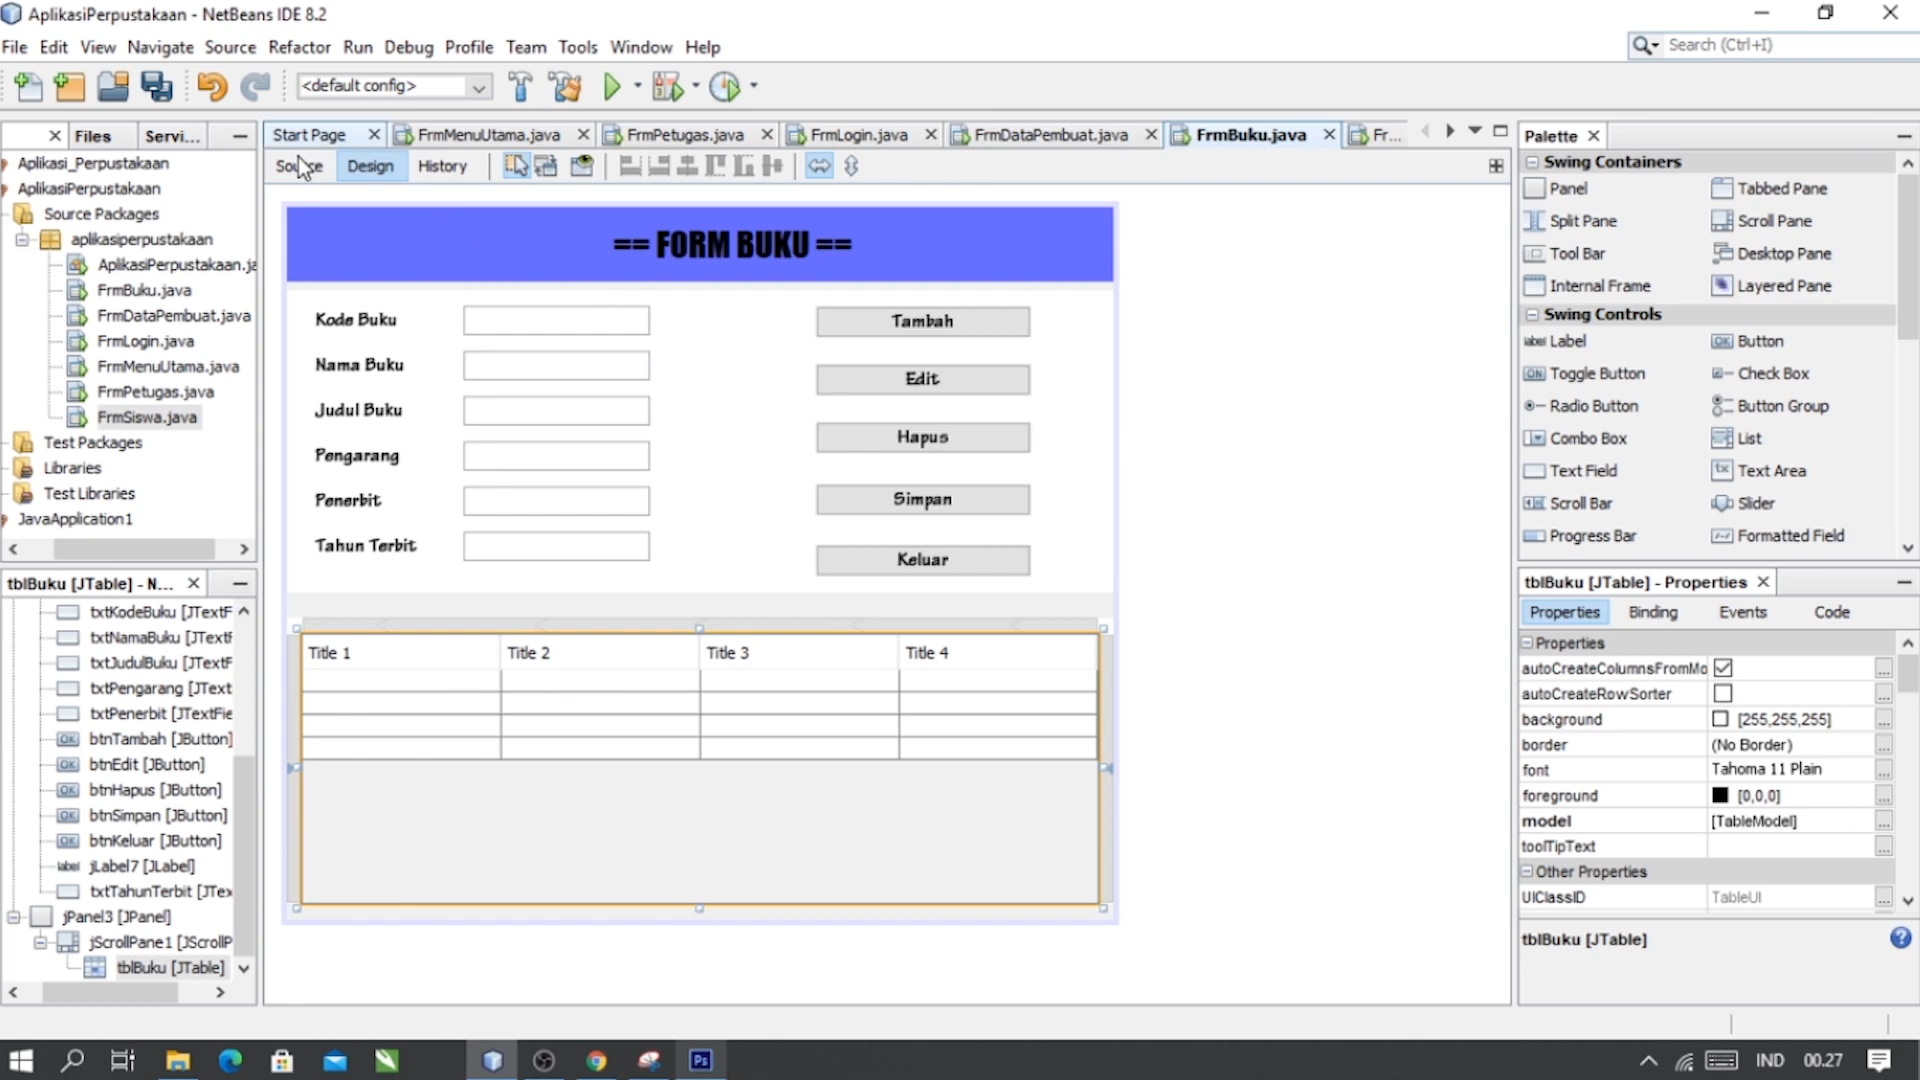 AplikasiPerpustakaan - NetBeans IDE 8.2
File Edit View Navigate Source Refactor Run Debug Profile Team Tools Window Help
Search (Ctrl+I)
<default config>
Files Servi...
Start Page FrmMenuUtama.java FrmPetugas.java FrmLogin.java FrmDataPembuat.java FrmBuku.java Fr...
Source Design History
Aplikasi_Perpustakaan
AplikasiPerpustakaan
Source Packages
aplikasiperpustakaan
AplikasiPerpustakaan.ja
FrmBuku.java
FrmDataPembuat.java
FrmLogin.java
FrmMenuUtama.java
FrmPetugas.java
FrmSiswa.java
Test Packages
Libraries
Test Libraries
JavaApplication1
tblBuku [JTable] - N...
txtKodeBuku [JTextF
txtNamaBuku [JTextF
txtJudulBuku [JTextF
txtPengarang [JText
txtPenerbit [JTextFie
btnTambah [JButton]
btnEdit [JButton]
btnHapus [JButton]
btnSimpan [JButton]
btnKeluar [JButton]
label jLabel7 [JLabel]
txtTahunTerbit [JTex
jPanel3 [JPanel]
jScrollPane1 [JScrollP
tblBuku [JTable]
== FORM BUKU ==
Kode Buku
Nama Buku
Judul Buku
Pengarang
Penerbit
Tahun Terbit
Tambah
Edit
Hapus
Simpan
Keluar
Title 1 Title 2 Title 3 Title 4
Palette
Swing Containers
Panel Tabbed Pane
Split Pane Scroll Pane
Tool Bar Desktop Pane
Internal Frame Layered Pane
Swing Controls
label Label OK Button
ON Toggle Button Check Box
Radio Button Button Group
Combo Box List
Text Field Text Area
Scroll Bar Slider
Progress Bar Formatted Field
tblBuku [JTable] - Properties
Properties Binding Events Code
Properties
autoCreateColumnsFromMo
autoCreateRowSorter
background [255,255,255]
border (No Border)
font Tahoma 11 Plain
foreground [0,0,0]
model [TableModel]
toolTipText
Other Properties
UIClassID TableUI
tblBuku [JTable]
Ps
IND 00.27